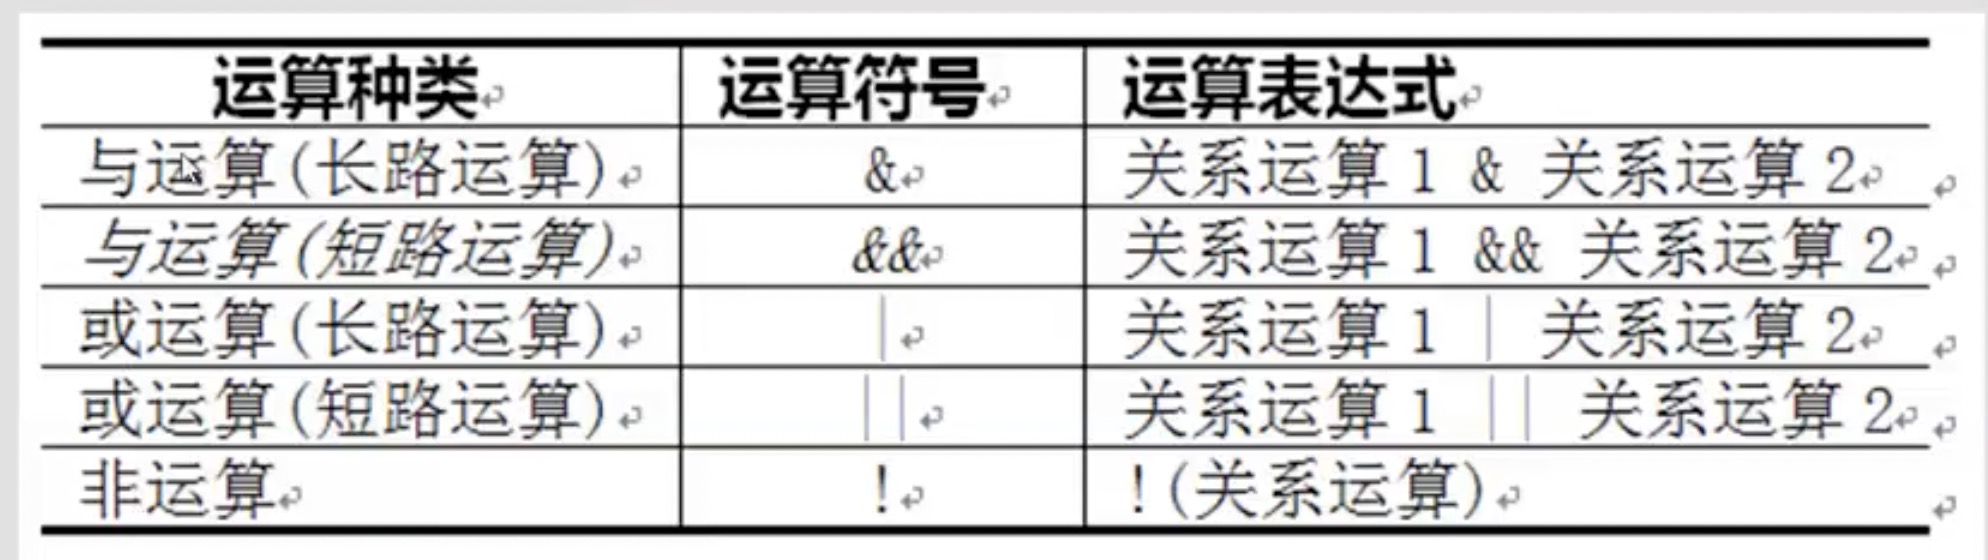 运算种类 运算符号 运算表达式
与运算(长路运算) & 关系运算1 & 关系运算2
与运算(短路运算) && 关系运算1 && 关系运算2
或运算(长路运算) | 关系运算1 | 关系运算2
或运算(短路运算) || 关系运算1 || 关系运算2
非运算 ! !(关系运算)